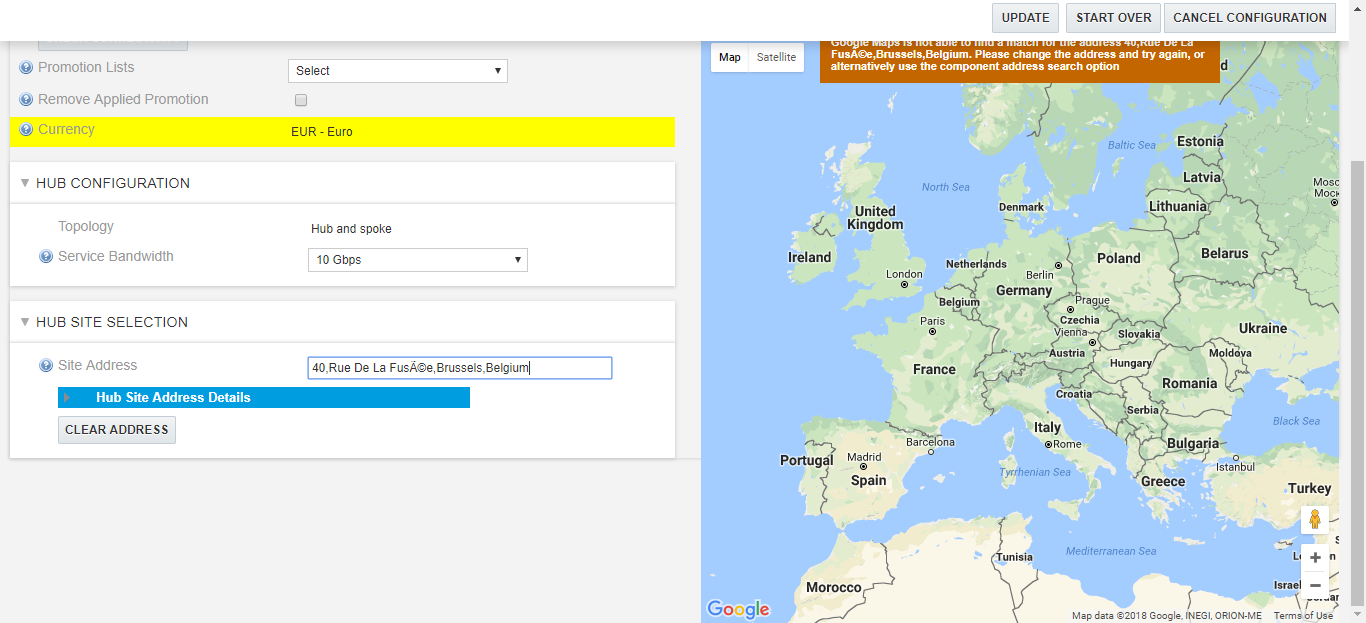 UPDATE
START OVER
CANCEL CONFIGURATION
Promotion Lists
Select
Remove Applied Promotion
Currency
EUR - Euro
HUB CONFIGURATION
Topology
Hub and spoke
Service Bandwidth
10 Gbps
HUB SITE SELECTION
Site Address
40,Rue De La FusÃ©e,Brussels,Belgium
Hub Site Address Details
CLEAR ADDRESS
Map
Satellite
Google Maps is not able to find a match for the address 40,Rue De La
FusÃ©e,Brussels,Belgium. Please change the address and try again, or
alternatively use the component address search option
Baltic Sea
Estonia
Latvia
Lithuania
North Sea
Denmark
United
Kingdom
Ireland
London
Netherlands
Berlin
Poland
Belarus
Germany
Belgium
Prague
Czechia
Paris
Vienna
Slovakia
Ukraine
Austria
Hungary
Moldova
France
Romania
Croatia
Serbia
Italy
Black Sea
Barcelona
Rome
Bulgaria
Portugal
Madrid
Istanbul
Spain
Tyrrhenian Sea
Greece
Turkey
Mediterranean Sea
Tunisia
Morocco
Israel
Google
Map data ©2018 Google, INEGI, ORION-ME
Terms of Use